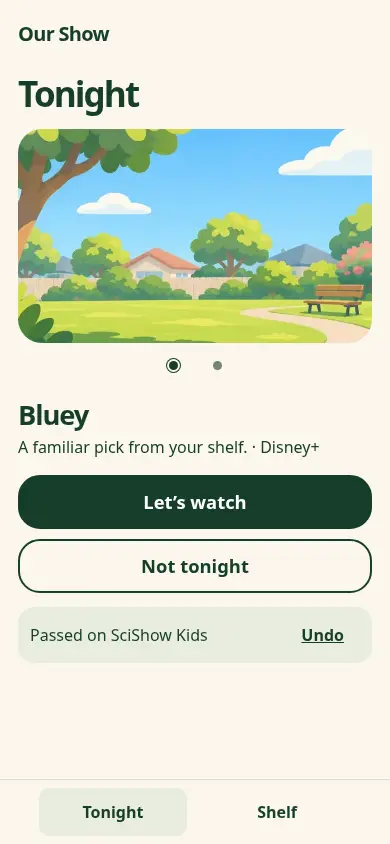 Our Show
Tonight
Bluey
A familiar pick from your shelf. · Disney+
Let’s watch
Not tonight
Passed on SciShow Kids Undo
Tonight Shelf